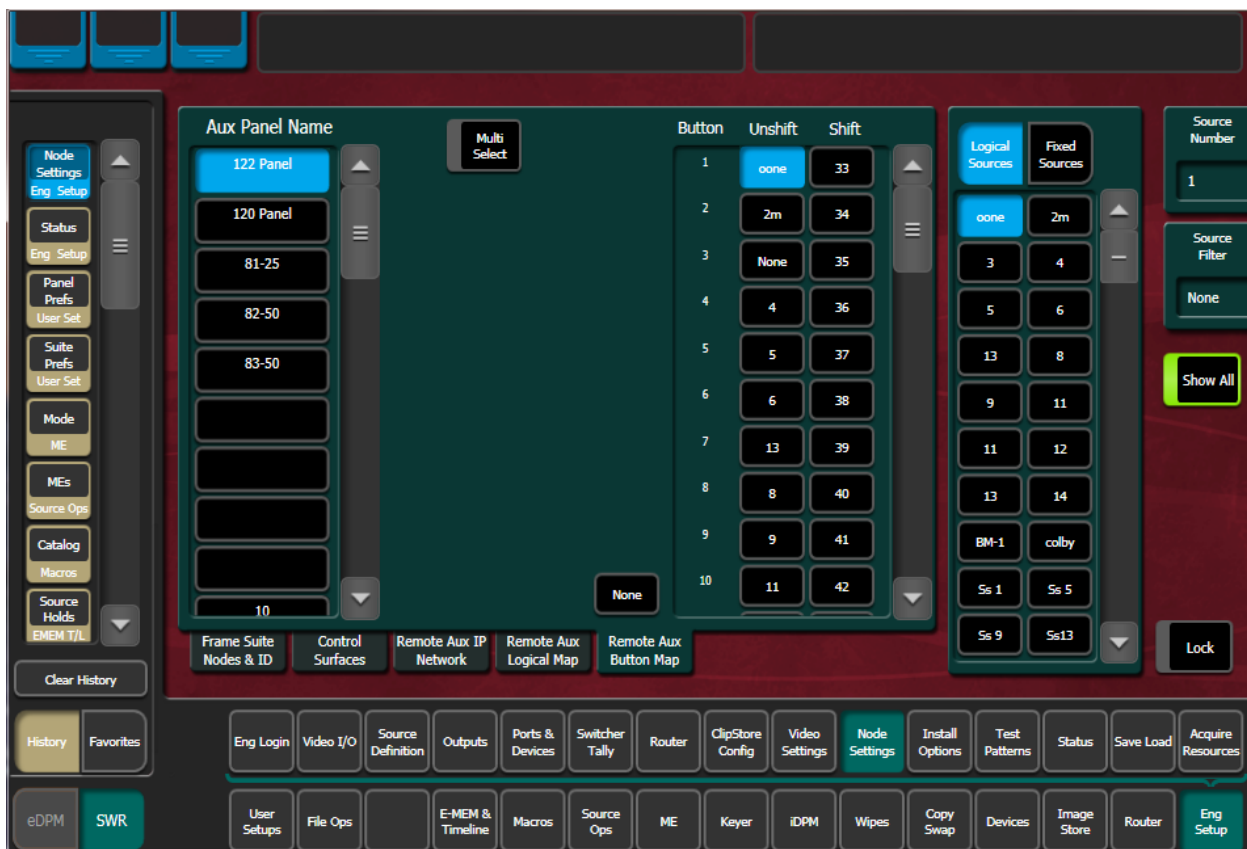 Node Settings
Eng Setup
Status
Eng Setup
Panel Prefs
User Set
Suite Prefs
User Set
Mode
ME
MEs
Source Ops
Catalog
Macros
Source Holds
EMEM T/L
Clear History
History Favorites
eDPM SWR
Aux Panel Name
122 Panel
120 Panel
81-25
82-50
83-50
10
Multi Select
None
Button Unshift Shift
1 oone 33
2 2m 34
3 None 35
4 4 36
5 5 37
6 6 38
7 13 39
8 8 40
9 9 41
10 11 42
Logical Sources Fixed Sources
oone 2m
3 4
5 6
13 8
9 11
11 12
13 14
BM-1 colby
Ss 1 Ss 5
Ss 9 Ss13
Source Number
1
Source Filter
None
Show All
Lock
Frame Suite Nodes & ID
Control Surfaces
Remote Aux IP Network
Remote Aux Logical Map
Remote Aux Button Map
Eng Login
Video I/O
Source Definition
Outputs
Ports & Devices
Switcher Tally
Router
ClipStore Config
Video Settings
Node Settings
Install Options
Test Patterns
Status
Save Load
Acquire Resources
User Setups
File Ops
E-MEM & Timeline
Macros
Source Ops
ME
Keyer
iDPM
Wipes
Copy Swap
Devices
Image Store
Router
Eng Setup